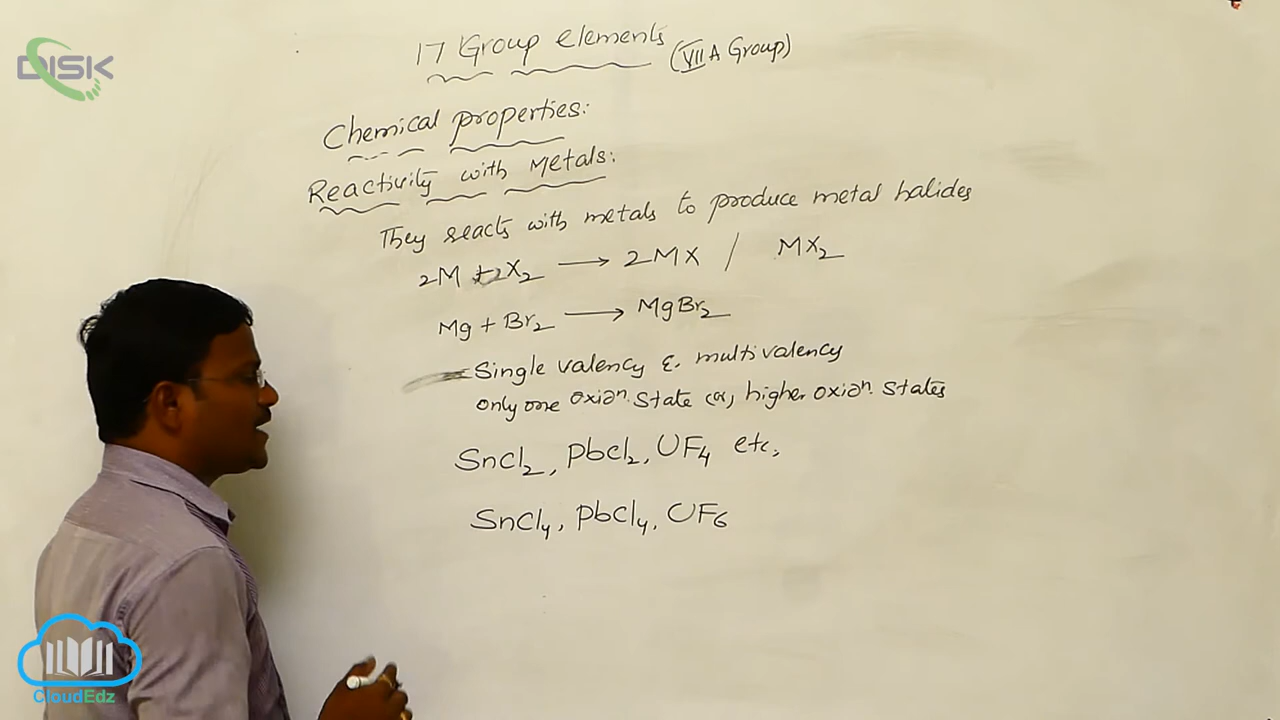 DISK
17 Group elements (VII A Group)
Chemical properties:
Reactivity with Metals:
They reacts with metals to produce metal halides
2M + X₂ → 2MX / MX₂
Mg + Br₂ → MgBr₂
Single valency & multivalency
only one oxidⁿ. State (or) higher oxidⁿ. States
SnCl₂, PbCl₂, UF₄ etc,
SnCl₄, PbCl₄, UF₆
CloudEdz